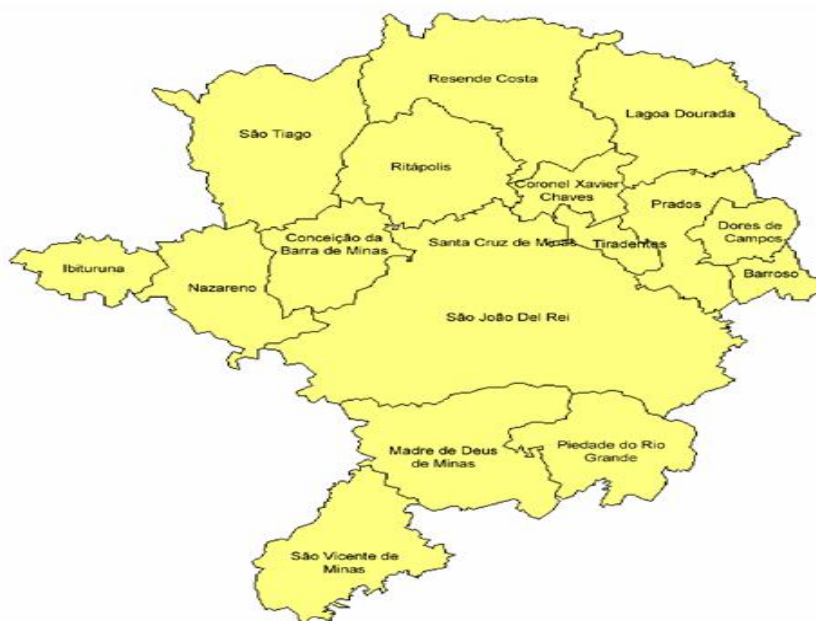 Resende Costa
Lagoa Dourada
São Tiago
Ritápolis
Coronel Xavier
Chaves
Prados
Dores de
Campos
Conceição da
Barra de Minas
Santa Cruz de Minas
Tiradentes
Ibituruna
Nazareno
Barroso
São João Del Rei
Madre de Deus
de Minas
Piedade do Rio
Grande
São Vicente de
Minas